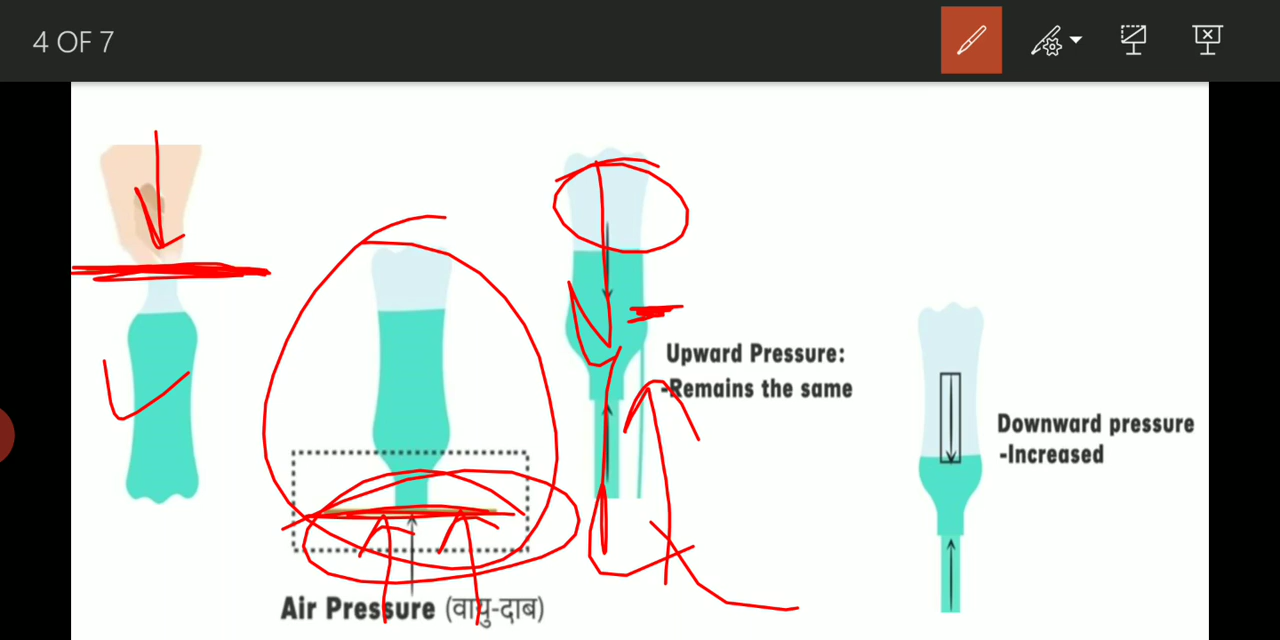 4 OF 7
Upward Pressure:
-Remains the same
Downward pressure
-Increased
Air Pressure (वायु-दाब)